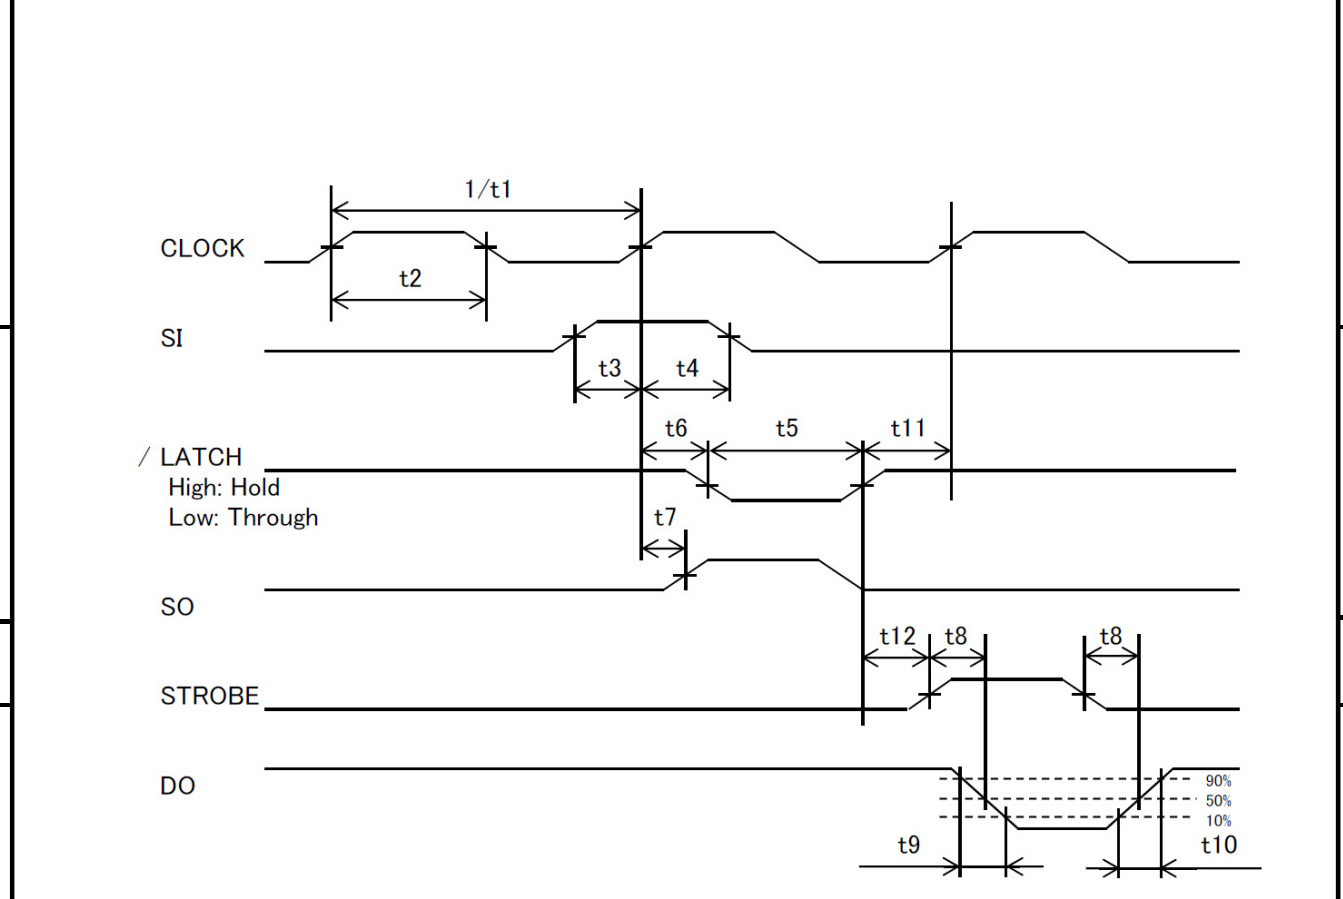 1/t1
CLOCK
t2
SI
t3 t4
t6 t5 t11
/ LATCH
High: Hold
Low: Through
t7
SO
t12 t8 t8
STROBE
DO
90%
50%
10%
t9 t10